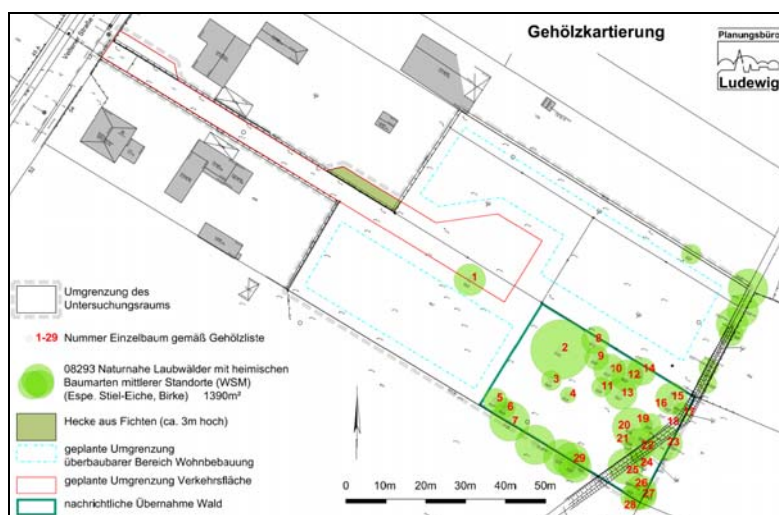 Gehölzkartierung
Planungsbüro
Ludewig
Veltener Straße
1
2
8
9
10
12
14
3
4
11
13
16
15
17
5
6
7
20
19
18
21
22
23
24
29
25
26
27
28
Umgrenzung des
Untersuchungsraums
1-29 Nummer Einzelbaum gemäß Gehölzliste
08293 Naturnahe Laubwälder mit heimischen
Baumarten mittlerer Standorte (WSM)
(Espe. Stiel-Eiche, Birke) 1390m²
Hecke aus Fichten (ca. 3m hoch)
geplante Umgrenzung
überbaubarer Bereich Wohnbebauung
geplante Umgrenzung Verkehrsfläche
nachrichtliche Übernahme Wald
0 10m 20m 30m 40m 50m